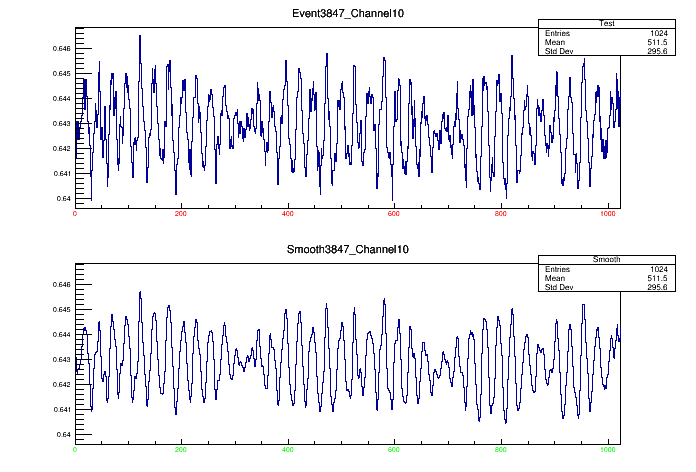 Event3847_Channel10
Test
Entries 1024
Mean 511.5
Std Dev 295.6
0.646
0.645
0.644
0.643
0.642
0.641
0.64
0 200 400 600 800 1000
Smooth3847_Channel10
Smooth
Entries 1024
Mean 511.5
Std Dev 295.6
0.646
0.645
0.644
0.643
0.642
0.641
0.64
0 200 400 600 800 1000